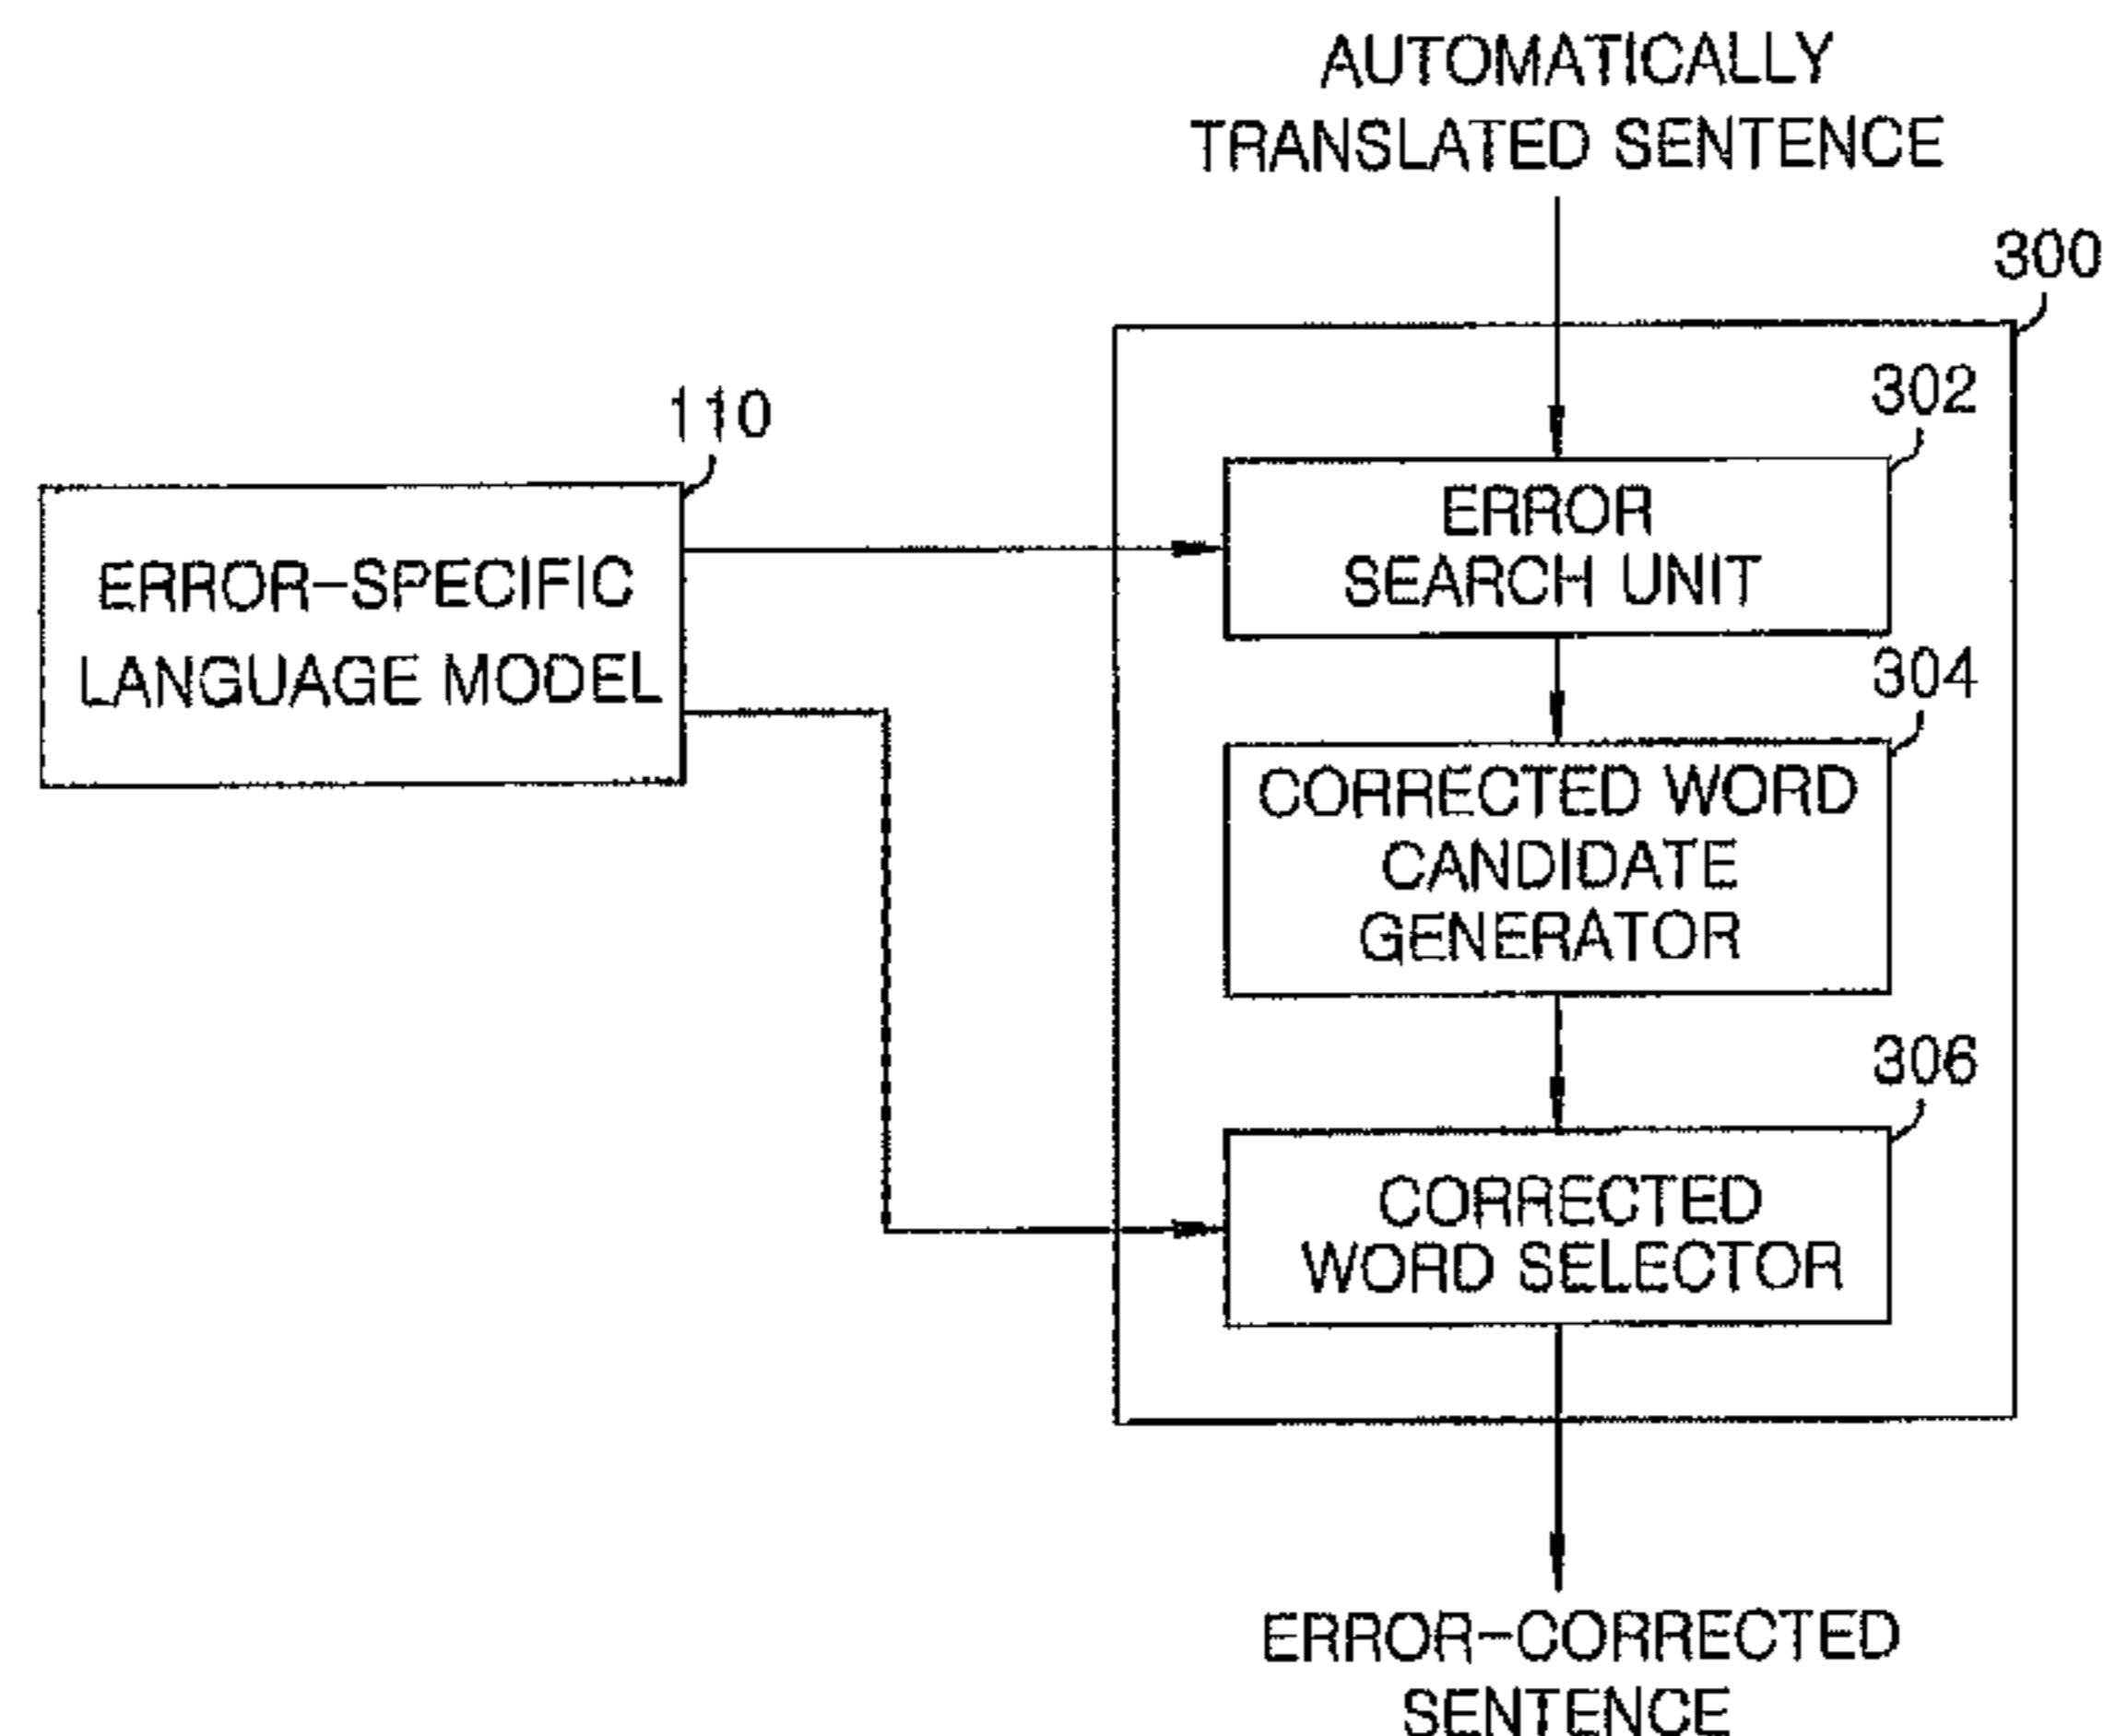 AUTOMATICALLY
TRANSLATED SENTENCE
300
302
110
ERROR
SEARCH UNIT
ERROR-SPECIFIC
LANGUAGE MODEL
304
CORRECTED WORD
CANDIDATE
GENERATOR
306
CORRECTED
WORD SELECTOR
ERROR-CORRECTED
SENTENCE